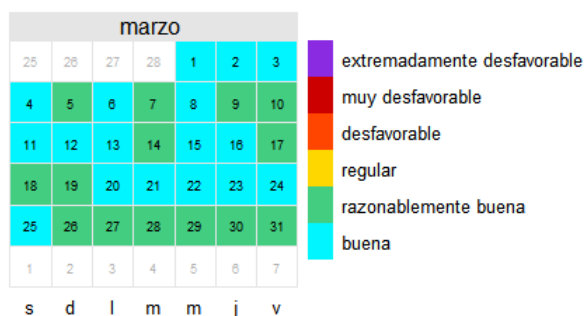 marzo
25 26 27 28 1 2 3
4 5 6 7 8 9 10
11 12 13 14 15 16 17
18 19 20 21 22 23 24
25 26 27 28 29 30 31
1 2 3 4 5 6 7
s d l m m j v
extremadamente desfavorable
muy desfavorable
desfavorable
regular
razonablemente buena
buena